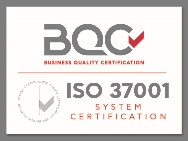 BQC
BUSINESS QUALITY CERTIFICATION
ISO 37001
SYSTEM
CERTIFICATION